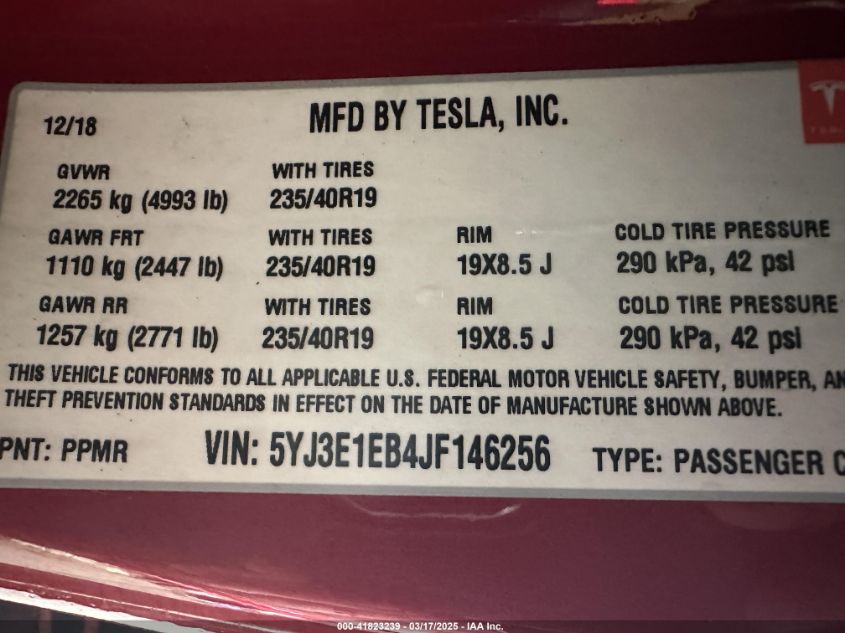 12/18
MFD BY TESLA, INC.
GVWR WITH TIRES
2265 kg (4993 lb) 235/40R19
GAWR FRT WITH TIRES RIM COLD TIRE PRESSURE
1110 kg (2447 lb) 235/40R19 19X8.5 J 290 kPa, 42 psi
GAWR RR WITH TIRES RIM COLD TIRE PRESSURE
1257 kg (2771 lb) 235/40R19 19X8.5 J 290 kPa, 42 psi
THIS VEHICLE CONFORMS TO ALL APPLICABLE U.S. FEDERAL MOTOR VEHICLE SAFETY, BUMPER, AN
THEFT PREVENTION STANDARDS IN EFFECT ON THE DATE OF MANUFACTURE SHOWN ABOVE.
PNT: PPMR VIN: 5YJ3E1EB4JF146256 TYPE: PASSENGER C
000-41823239 - 03/17/2025 - IAA Inc.